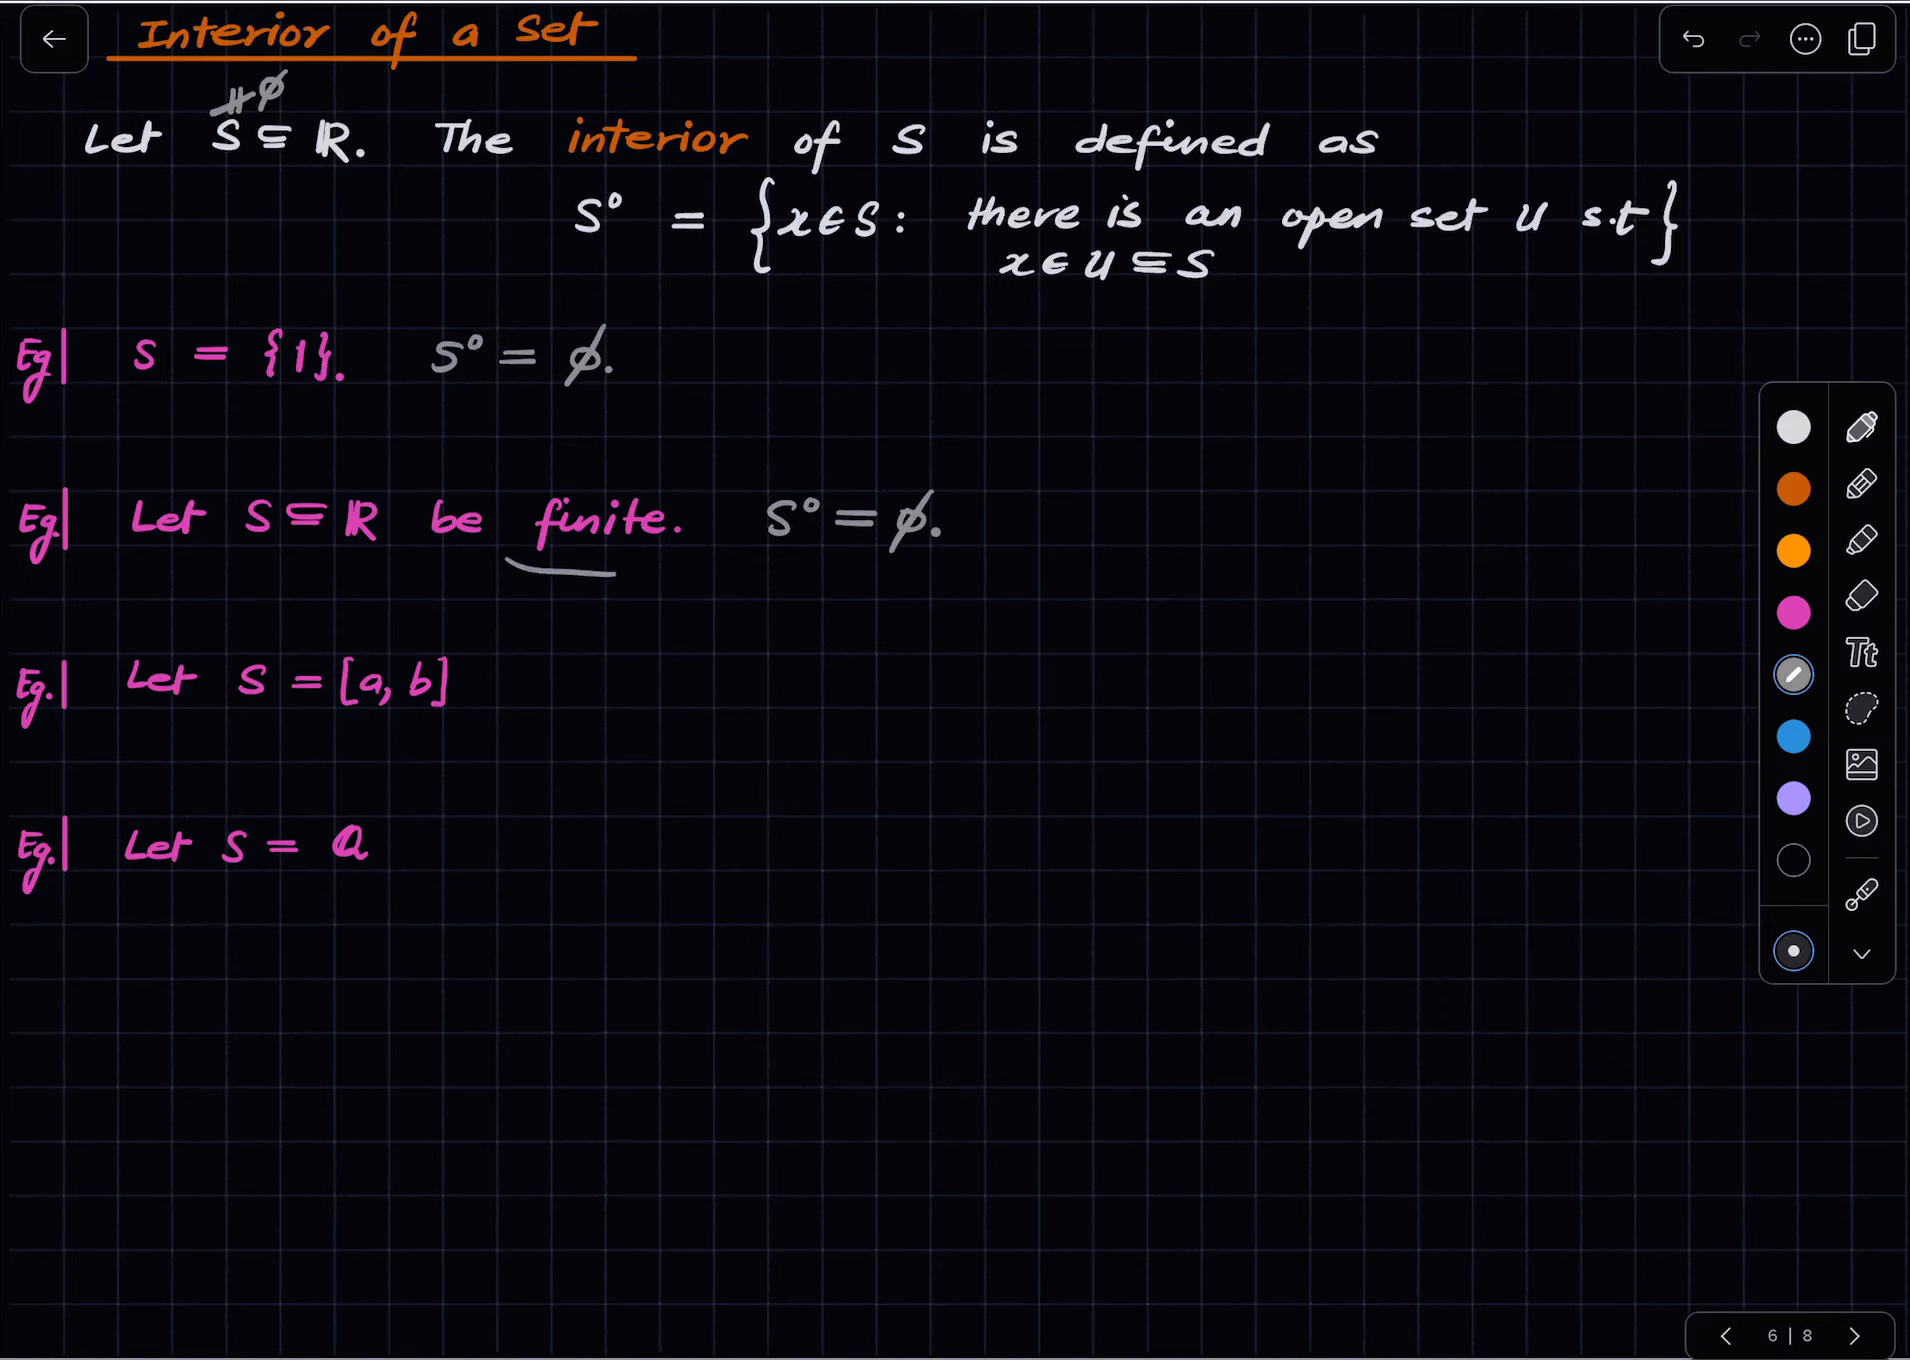 Interior of a Set
≠ ∅
Let S ⊆ ℝ. The interior of S is defined as
S° = {x ∈ S : there is an open set U s.t}
x ∈ U ⊆ S
Eg| S = {1}. S° = ∅.
Eg.| Let S ⊆ ℝ be finite. S° = ∅.
Eg.| Let S = [a, b]
Eg.| Let S = ℚ
Tt
6 | 8